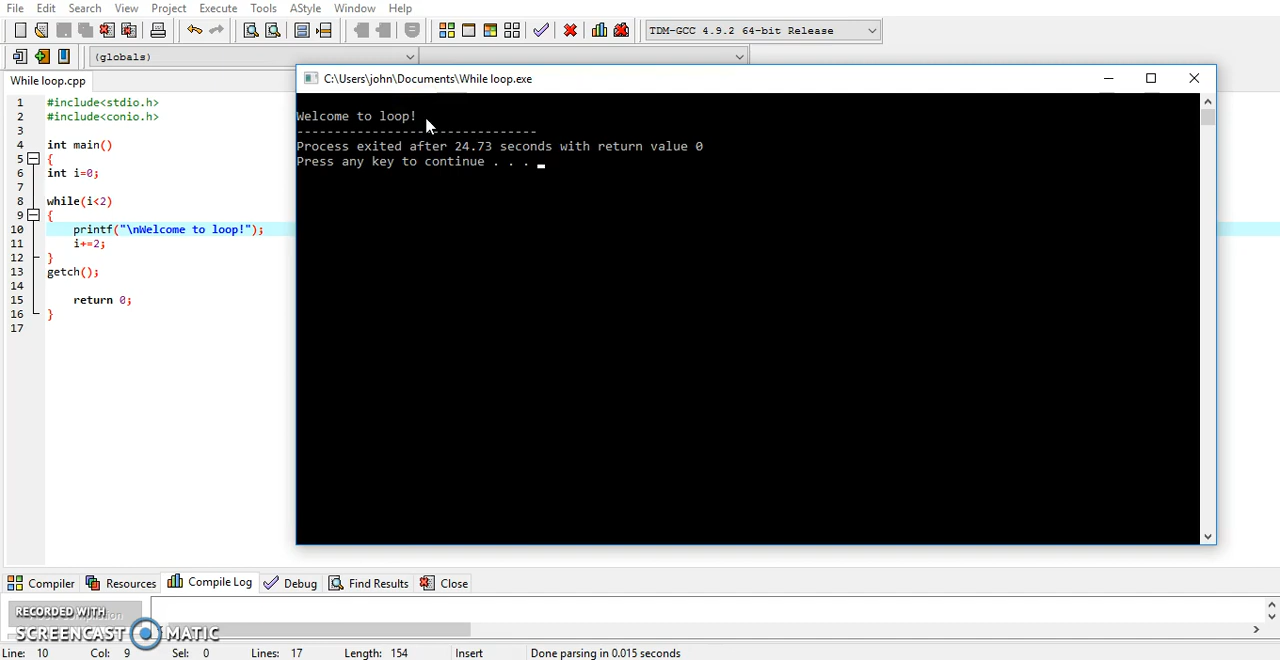 File Edit Search View Project Execute Tools AStyle Window Help
TDM-GCC 4.9.2 64-bit Release
(globals)
While loop.cpp
C:\Users\john\Documents\While loop.exe
1 #include<stdio.h>
2 #include<conio.h>
3
4 int main()
5 {
6 int i=0;
7
8 while(i<2)
9 {
10 printf("\nWelcome to loop!");
11 i+=2;
12 }
13 getch();
14
15 return 0;
16 }
17
Welcome to loop!
--------------------------------
Process exited after 24.73 seconds with return value 0
Press any key to continue . . .
Compiler Resources Compile Log Debug Find Results Close
RECORDED WITH
SCREENCAST MATIC
Line: 10 Col: 9 Sel: 0 Lines: 17 Length: 154 Insert Done parsing in 0.015 seconds